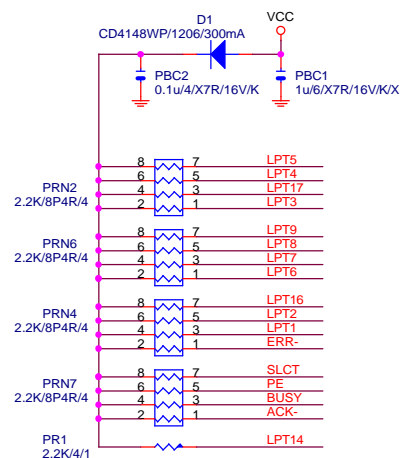 D1
VCC
CD4148WP/1206/300mA
PBC2
0.1u/4/X7R/16V/K
PBC1
1u/6/X7R/16V/K/X
8 7 LPT5
6 5 LPT4
PRN2 4 3 LPT17
2.2K/8P4R/4 2 1 LPT3
8 7 LPT9
PRN6 6 5 LPT8
2.2K/8P4R/4 4 3 LPT7
2 1 LPT6
8 7 LPT16
PRN4 6 5 LPT2
2.2K/8P4R/4 4 3 LPT1
2 1 ERR-
8 7 SLCT
PRN7 6 5 PE
2.2K/8P4R/4 4 3 BUSY
2 1 ACK-
PR1 LPT14
2.2K/4/1